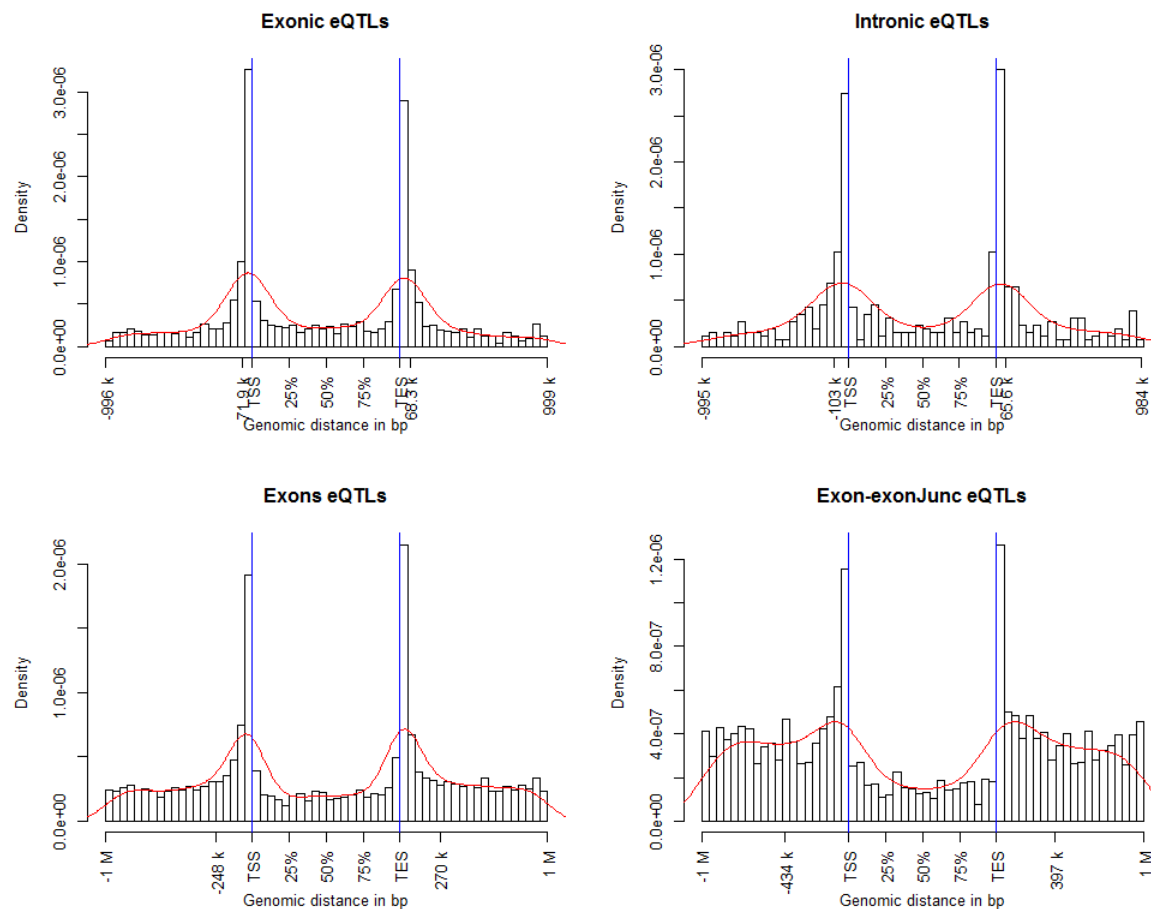 Exonic eQTLs
Density
0.0e+00 1.0e-06 2.0e-06 3.0e-06
-996 k -71.9 k TSS 25% 50% 75% TES 68.3 k 999 k
Genomic distance in bp
Intronic eQTLs
Density
0.0e+00 1.0e-06 2.0e-06 3.0e-06
-995 k -103 k TSS 25% 50% 75% TES 65.6 k 984 k
Genomic distance in bp
Exons eQTLs
Density
0.0e+00 1.0e-06 2.0e-06
-1 M -248 k TSS 25% 50% 75% TES 270 k 1 M
Genomic distance in bp
Exon-exonJunc eQTLs
Density
0.0e+00 4.0e-07 8.0e-07 1.2e-06
-1 M -434 k TSS 25% 50% 75% TES 397 k 1 M
Genomic distance in bp